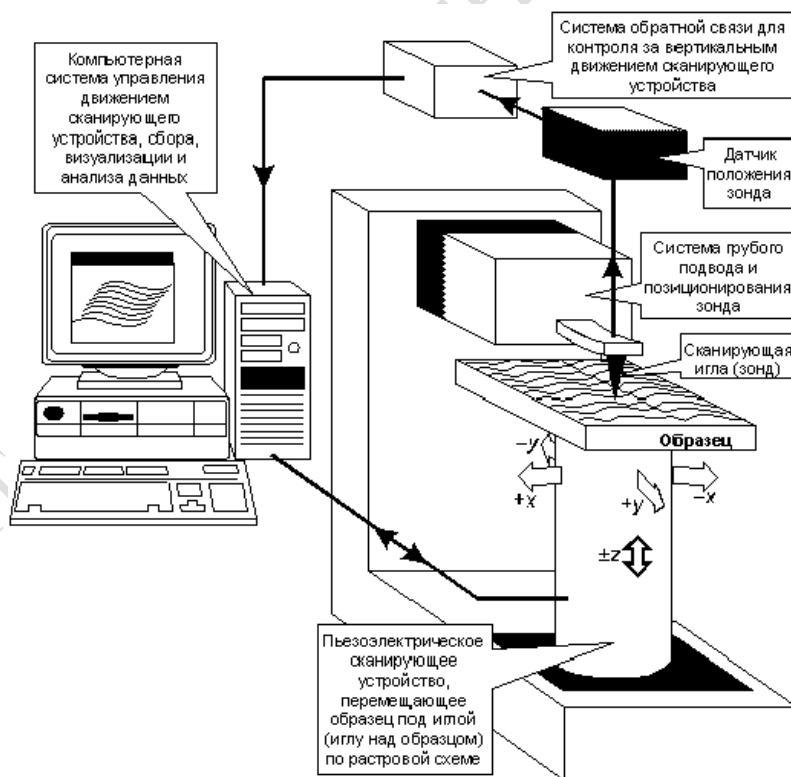 Компьютерная
система управления
движением
сканирующего
устройства, сбора,
визуализации и
анализа данных
Система обратной связи для
контроля за вертикальным
движением сканирующего
устройства
Датчик
положения
зонда
Система грубого
подвода и
позиционирования
зонда
Сканирующая
игла (зонд)
Образец
−y
+x
+y
−x
±z
Пьезоэлектрическое
сканирующее
устройство,
перемещающее
образец под иглой
(иглу над образцом)
по растровой схеме